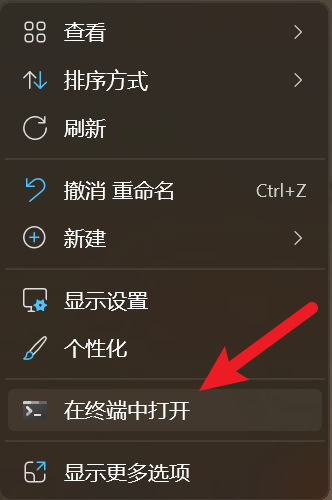 查看
排序方式
刷新
撤消 重命名 Ctrl+Z
新建
显示设置
个性化
在终端中打开
显示更多选项